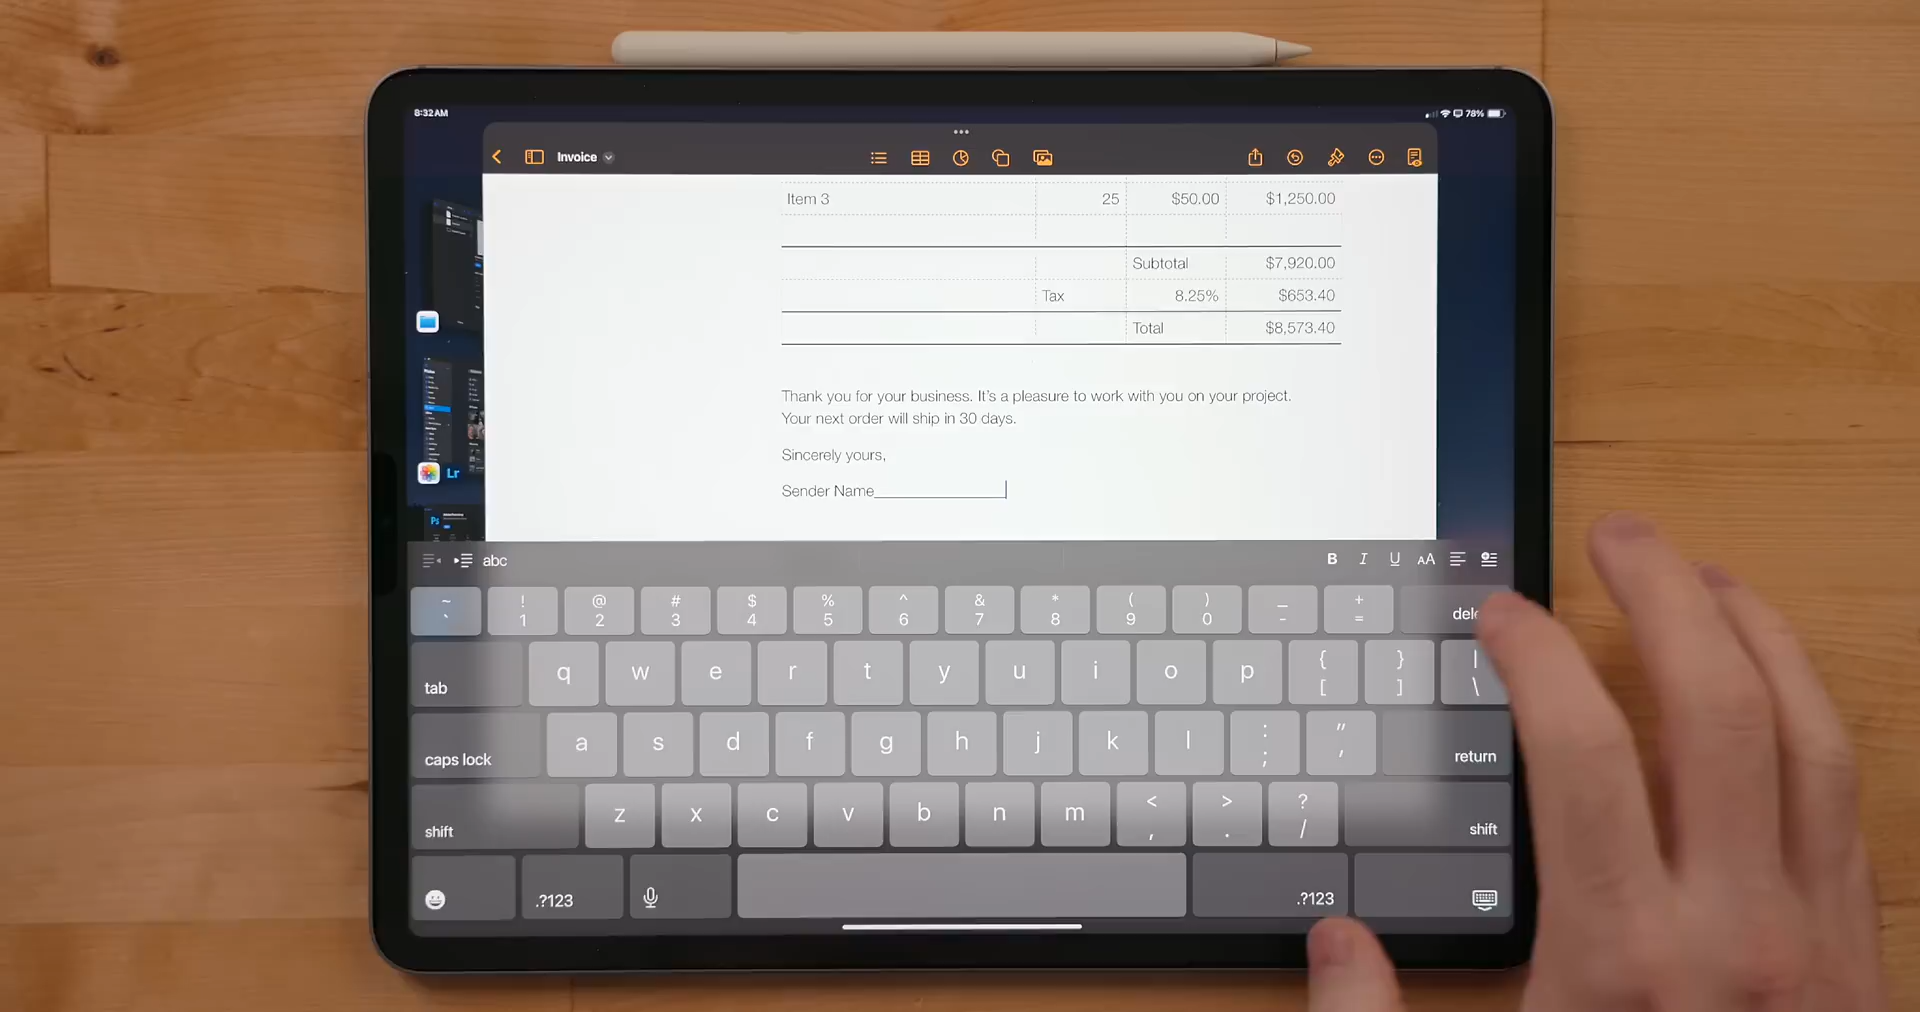 8:32AM
78%
Invoice
Item 3 25 $50.00 $1,250.00
Subtotal $7,920.00
Tax 8.25% $653.40
Total $8,573.40
Thank you for your business. It's a pleasure to work with you on your project.
Your next order will ship in 30 days.
Sincerely yours,
Sender Name
Lr
Ps
abc B I U AA
~ ! @ # $ % ^ & * ( ) _ +
` 1 2 3 4 5 6 7 8 9 0 - =
tab q w e r t y u i o p { [ } ] | \
caps lock a s d f g h j k l : ; " ' return
shift z x c v b n m < , > . ? / shift
.?123 .?123